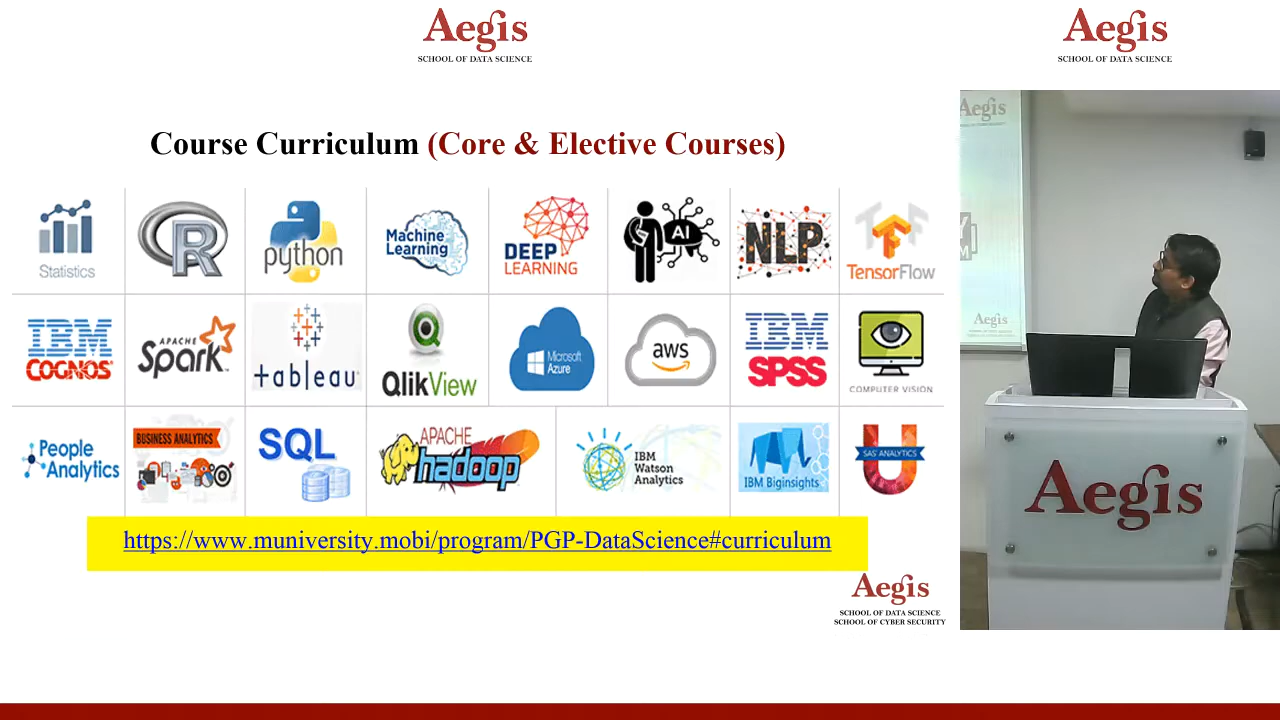 Aegis
SCHOOL OF DATA SCIENCE
Aegis
SCHOOL OF DATA SCIENCE
Course Curriculum (Core & Elective Courses)
Statistics
R
python
Machine
Learning
DEEP
LEARNING
AI
NLP
TF
TensorFlow
IBM
COGNOS
APACHE
Spark
+ a b l e a u
QlikView
Microsoft
Azure
aws
IBM
SPSS
COMPUTER VISION
People
Analytics
BUSINESS ANALYTICS
SQL
APACHE
hadoop
IBM
Watson
Analytics
IBM Biginsights
SAS® ANALYTICS
U
https://www.muniversity.mobi/program/PGP-DataScience#curriculum
Aegis
SCHOOL OF DATA SCIENCE
SCHOOL OF CYBER SECURITY
Aegis
Aegis
Aegis